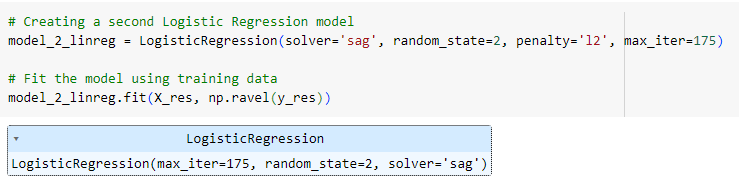 # Creating a second Logistic Regression model
model_2_linreg = LogisticRegression(solver='sag', random_state=2, penalty='l2', max_iter=175)
# Fit the model using training data
model_2_linreg.fit(X_res, np.ravel(y_res))
LogisticRegression
LogisticRegression(max_iter=175, random_state=2, solver='sag')